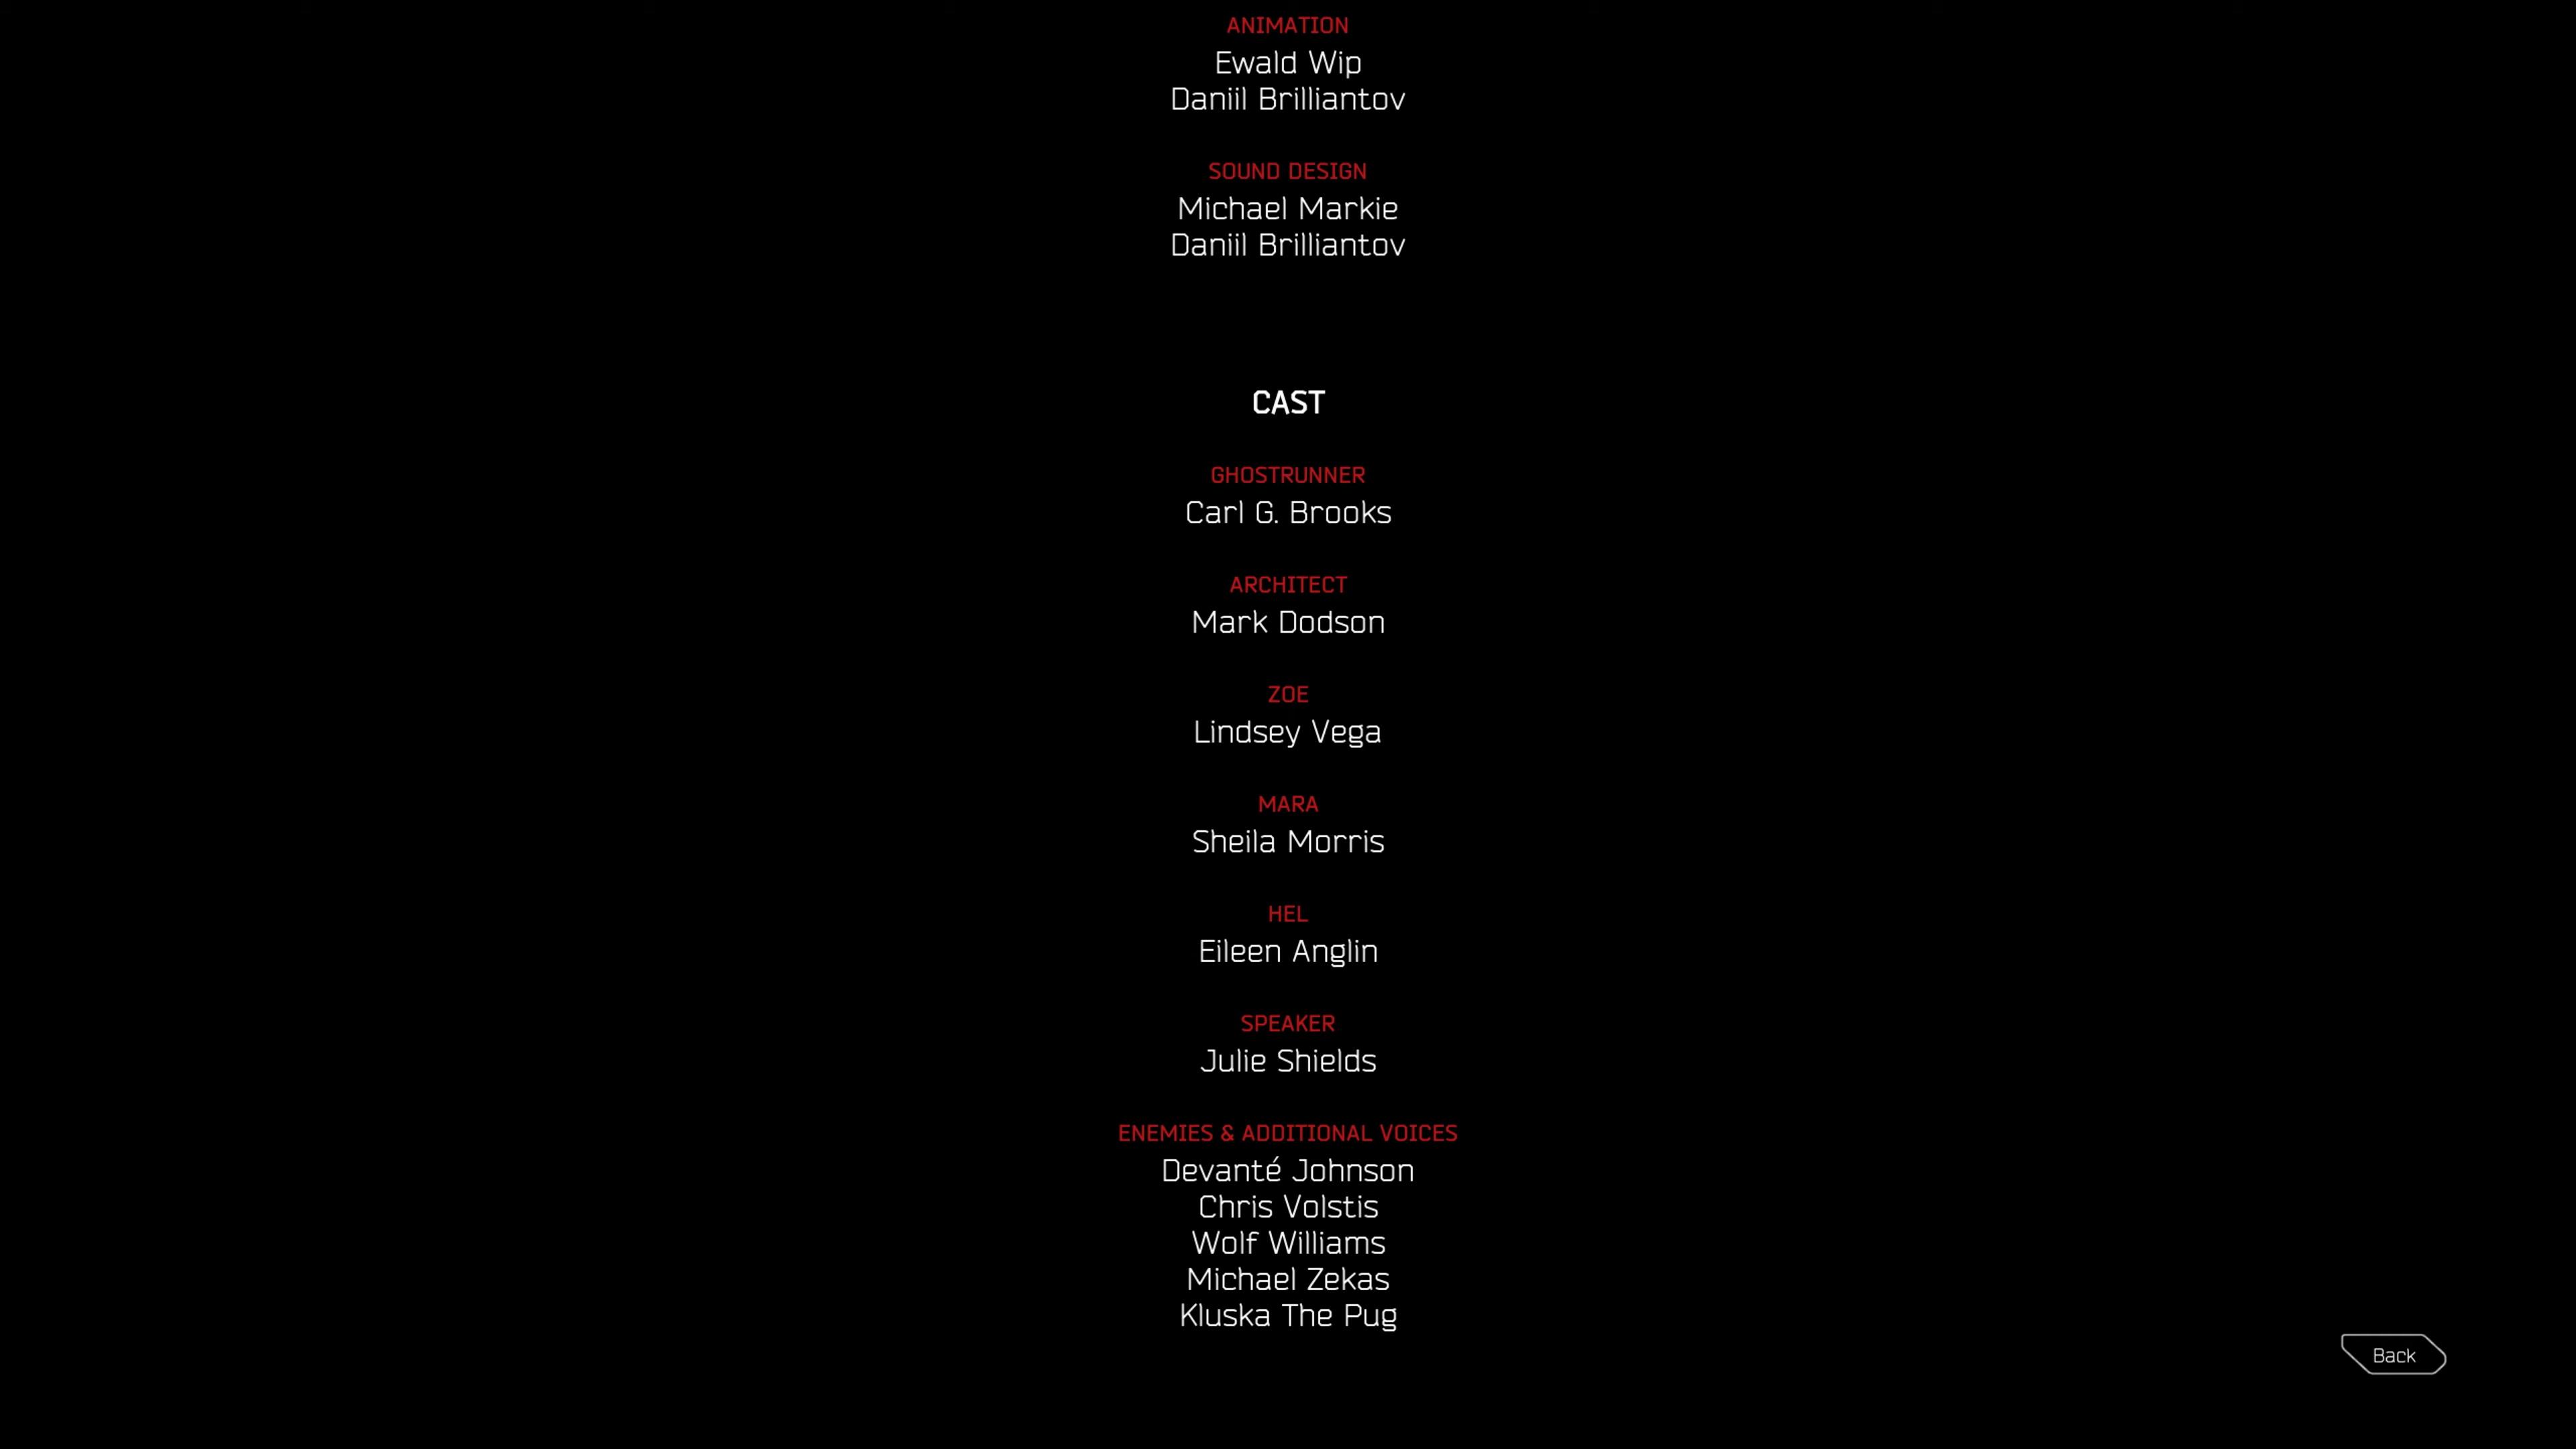 ANIMATION
Ewald Wip
Daniil Brilliantov
SOUND DESIGN
Michael Markie
Daniil Brilliantov
CAST
GHOSTRUNNER
Carl G. Brooks
ARCHITECT
Mark Dodson
ZOE
Lindsey Vega
MARA
Sheila Morris
HEL
Eileen Anglin
SPEAKER
Julie Shields
ENEMIES & ADDITIONAL VOICES
Devanté Johnson
Chris Volstis
Wolf Williams
Michael Zekas
Kluska The Pug
Back